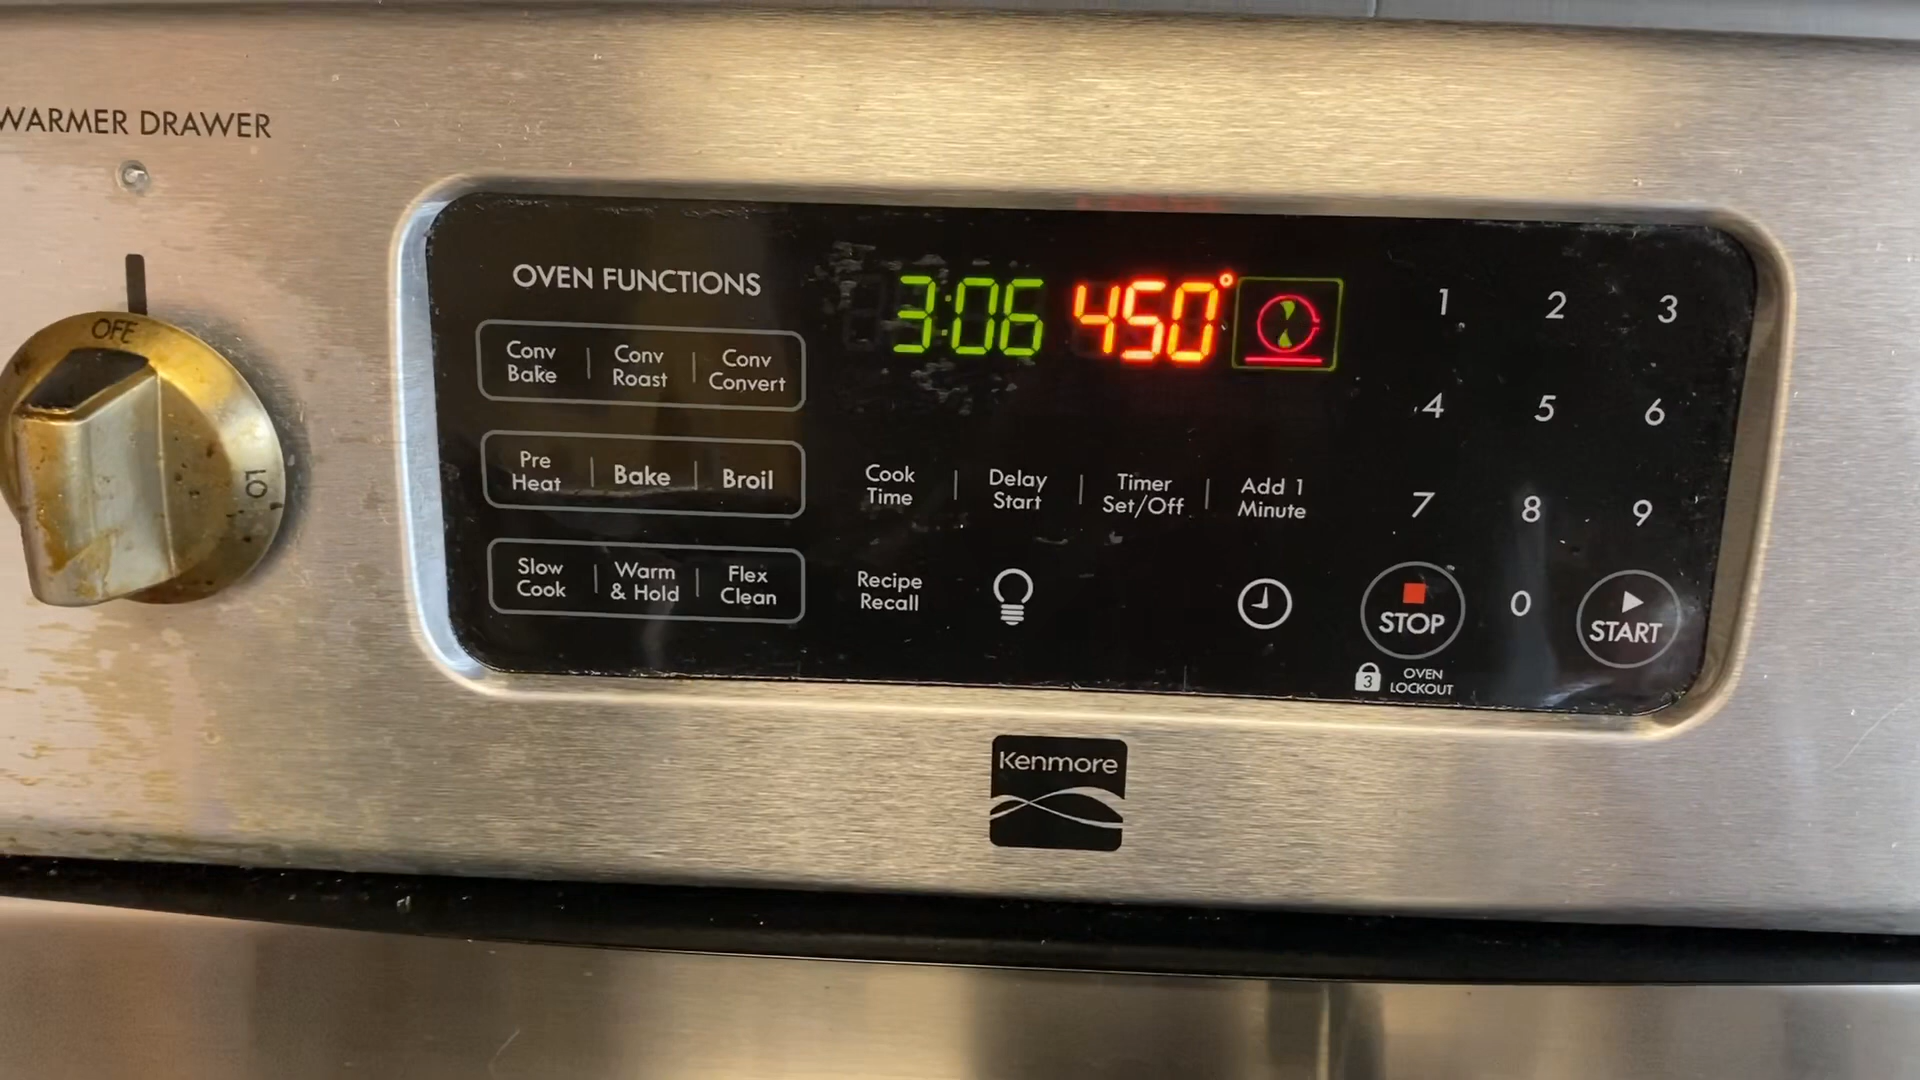 WARMER DRAWER
OFF
LO
OVEN FUNCTIONS
3:06 450°
Conv Bake
Conv Roast
Conv Convert
Pre Heat
Bake
Broil
Slow Cook
Warm & Hold
Flex Clean
Cook Time
Delay Start
Timer Set/Off
Add 1 Minute
Recipe Recall
1 2 3
4 5 6
7 8 9
STOP 0 START
3 OVEN LOCKOUT
Kenmore